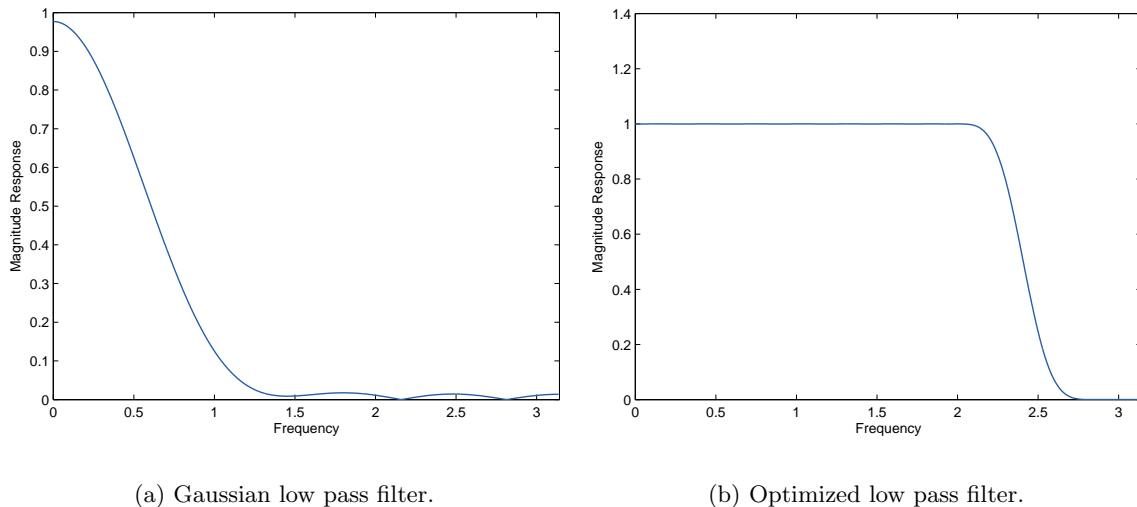 1
0.9
0.8
0.7
0.6
0.5
0.4
0.3
0.2
0.1
0
Magnitude Response
0 0.5 1 1.5 2 2.5 3
Frequency
(a) Gaussian low pass filter.
1.4
1.2
1
0.8
0.6
0.4
0.2
0
Magnitude Response
0 0.5 1 1.5 2 2.5 3
Frequency
(b) Optimized low pass filter.